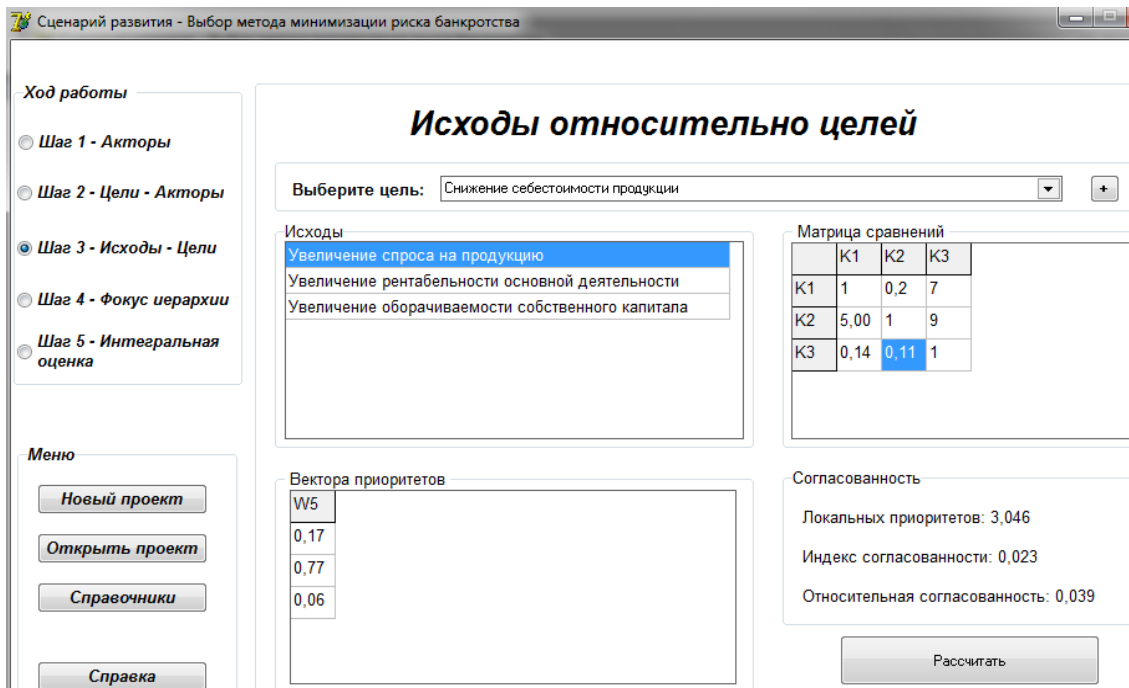 Сценарий развития - Выбор метода минимизации риска банкротства
Ход работы
Шаг 1 - Акторы
Шаг 2 - Цели - Акторы
Шаг 3 - Исходы - Цели
Шаг 4 - Фокус иерархии
Шаг 5 - Интегральная
оценка
Меню
Новый проект
Открыть проект
Справочники
Справка
Исходы относительно целей
Выберите цель: Снижение себестоимости продукции +
Исходы
Увеличение спроса на продукцию
Увеличение рентабельности основной деятельности
Увеличение оборачиваемости собственного капитала
Матрица сравнений
K1 K2 K3
K1 1 0,2 7
K2 5,00 1 9
K3 0,14 0,11 1
Вектора приоритетов
W5
0,17
0,77
0,06
Согласованность
Локальных приоритетов: 3,046
Индекс согласованности: 0,023
Относительная согласованность: 0,039
Рассчитать